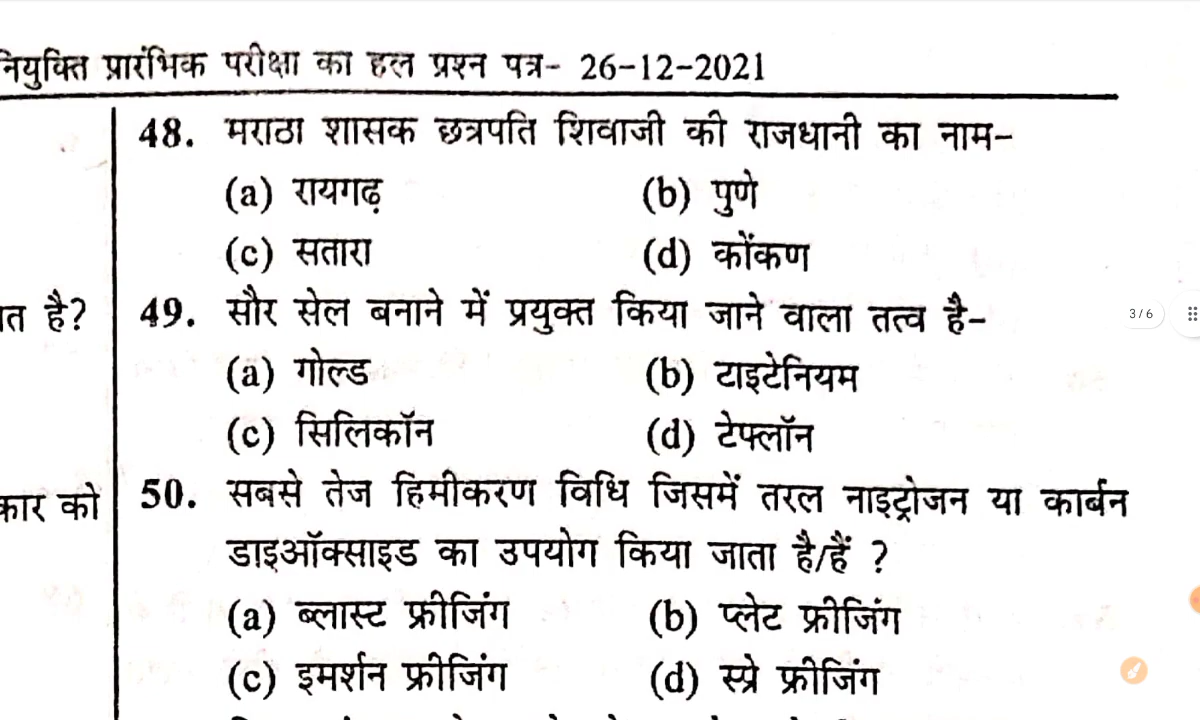 नियुक्ति प्रारंभिक परीक्षा का हल प्रश्न पत्र- 26-12-2021
48. मराठा शासक छत्रपति शिवाजी की राजधानी का नाम-
(a) रायगढ़ (b) पुणे
(c) सतारा (d) कोंकण
त है?
49. सौर सेल बनाने में प्रयुक्त किया जाने वाला तत्व है-
3/6
(a) गोल्ड (b) टाइटेनियम
(c) सिलिकॉन (d) टेफ्लॉन
कार को
50. सबसे तेज हिमीकरण विधि जिसमें तरल नाइट्रोजन या कार्बन
डाइऑक्साइड का उपयोग किया जाता है/हैं ?
(a) ब्लास्ट फ्रीजिंग (b) प्लेट फ्रीजिंग
(c) इमर्शन फ्रीजिंग (d) स्प्रे फ्रीजिंग